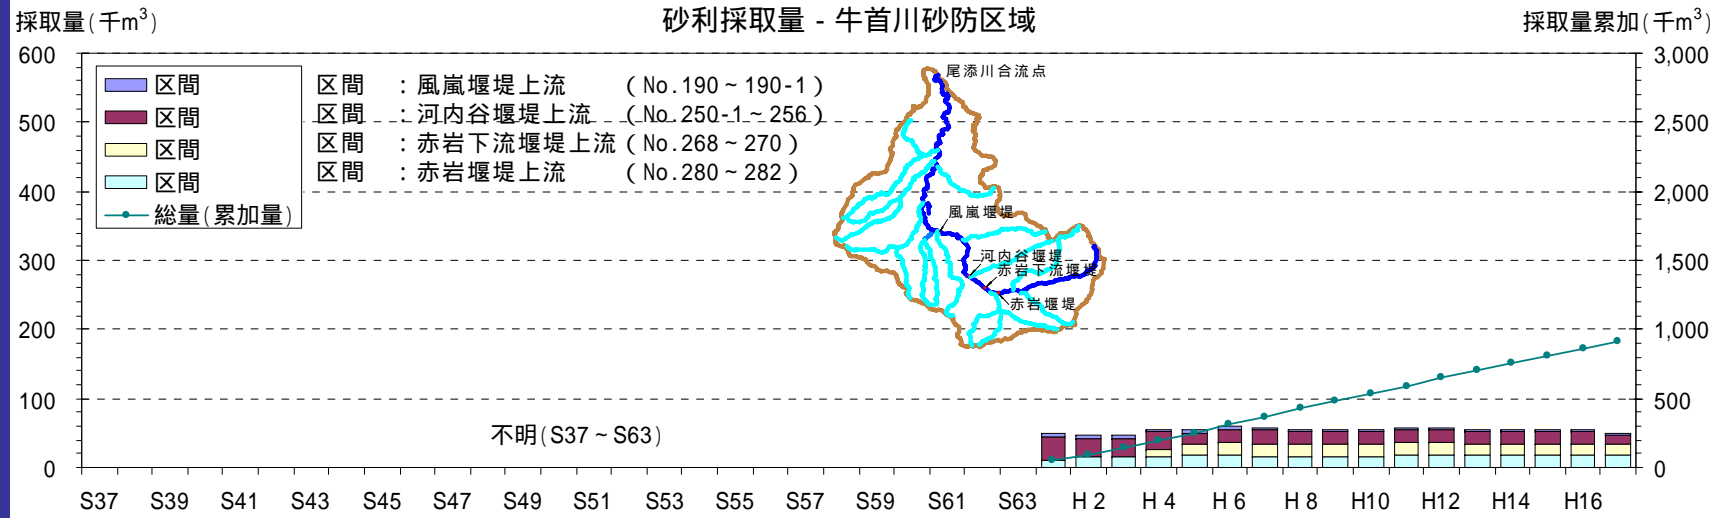 砂利採取量 - 牛首川砂防区域
採取量(千m³)
採取量累加(千m³)
600
500
400
300
200
100
0
3,000
2,500
2,000
1,500
1,000
500
0
区間
区間
区間
区間
総量(累加量)
区間 : 風嵐堰堤上流 (No.190~190-1)
区間 : 河内谷堰堤上流 (No.250-1~256)
区間 : 赤岩下流堰堤上流 (No.268~270)
区間 : 赤岩堰堤上流 (No.280~282)
尾添川合流点
風嵐堰堤
河内谷堰堤
赤岩下流堰堤
赤岩堰堤
不明(S37~S63)
S37 S39 S41 S43 S45 S47 S49 S51 S53 S55 S57 S59 S61 S63 H 2 H 4 H 6 H 8 H10 H12 H14 H16